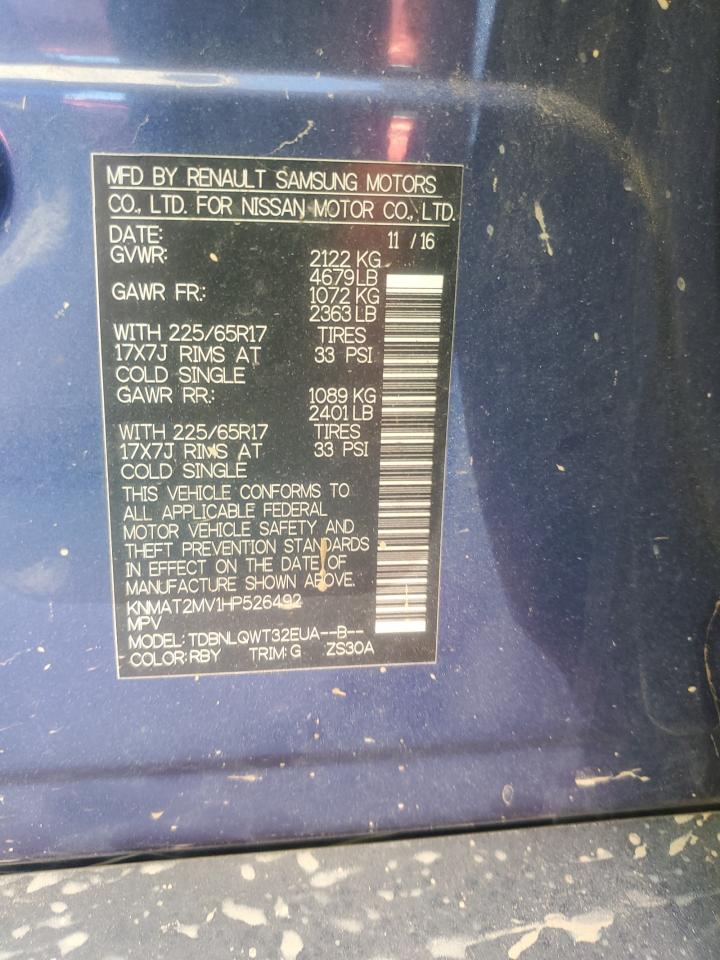 MFD BY RENAULT SAMSUNG MOTORS
CO., LTD. FOR NISSAN MOTOR CO., LTD.
DATE: 11 / 16
GVWR: 2122 KG
4679 LB
GAWR FR.: 1072 KG
2363 LB
WITH 225/65R17 TIRES
17X7J RIMS AT 33 PSI
COLD SINGLE
GAWR RR.: 1089 KG
2401 LB
WITH 225/65R17 TIRES
17X7J RIMS AT 33 PSI
COLD SINGLE
THIS VEHICLE CONFORMS TO
ALL APPLICABLE FEDERAL
MOTOR VEHICLE SAFETY AND
THEFT PREVENTION STANDARDS
IN EFFECT ON THE DATE OF
MANUFACTURE SHOWN ABOVE.
KNMAT2MV1HP526492
MPV
MODEL: TDBNLQWT32EUA--B--
COLOR: RBY TRIM: G ZS30A